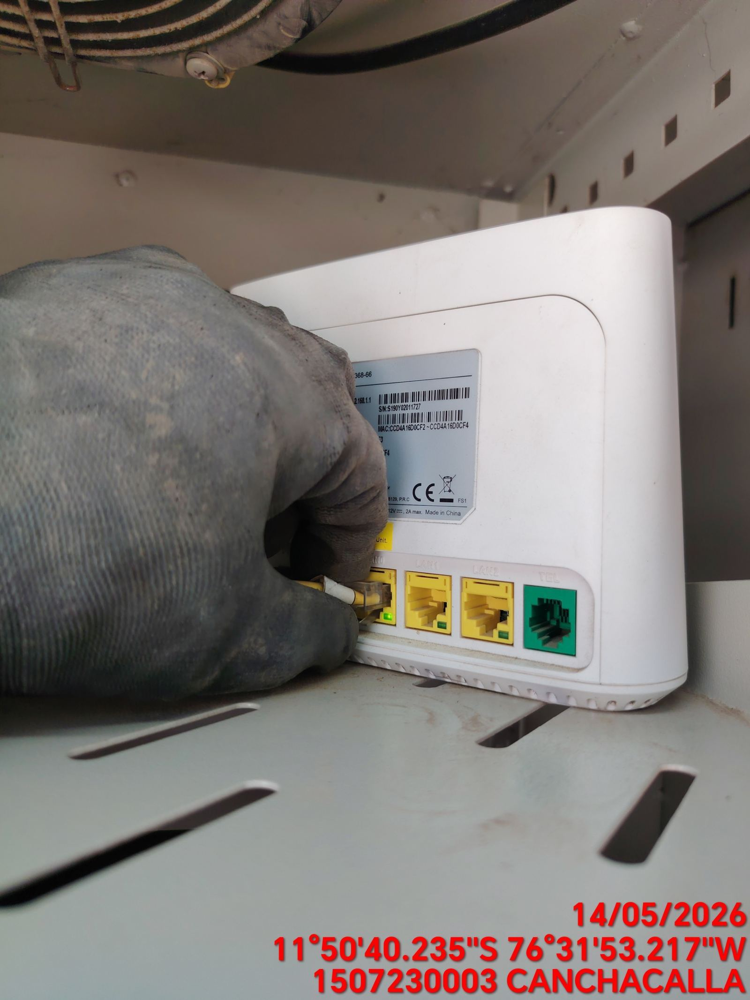 368-66
2.168.1.1
S/N:S190Y02011727
MAC:CCD4A16D0CF2~CCD4A16D0CF4
F3
CF4
8129, P.R.C
CE
FS1
12V⎓, 2A max. Made in China
Unit.
LAN1
LAN2
TEL
14/05/2026
11°50'40.235"S 76°31'53.217"W
1507230003 CANCHACALLA